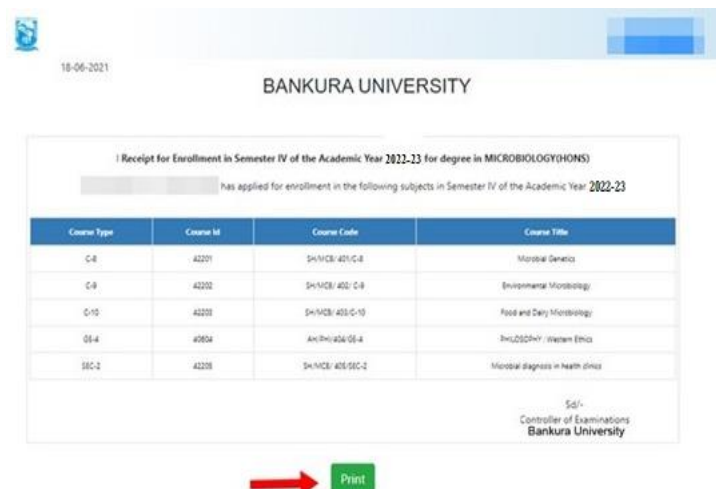 18-06-2021
BANKURA UNIVERSITY
Receipt for Enrollment in Semester IV of the Academic Year 2022-23 for degree in MICROBIOLOGY(HONS)
has applied for enrollment in the following subjects in Semester IV of the Academic Year 2022-23
Course Type Course Id Course Code Course Title
C-8 42201 SH/MCB/ 401/C-8 Microbial Genetics
C-9 42202 SH/MCB/ 402/ C-9 Environmental Microbiology
C-10 42203 SH/MCB/ 403/C-10 Food and Dairy Microbiology
GE-4 40604 AH/PHI/404/GE-4 PHILOSOPHY / Western Ethics
SEC-2 SH/MCB/ 405/SEC-2 Microbial diagnosis in health clinics
Sd/-
Controller of Examinations
Bankura University
Print